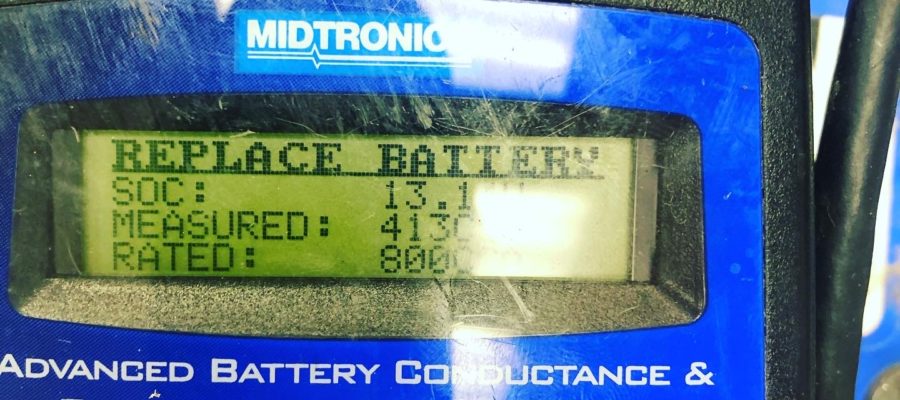 MIDTRONIC
REPLACE BATTERY
SOC: 13.1
MEASURED: 413
RATED: 800
ADVANCED BATTERY CONDUCTANCE &